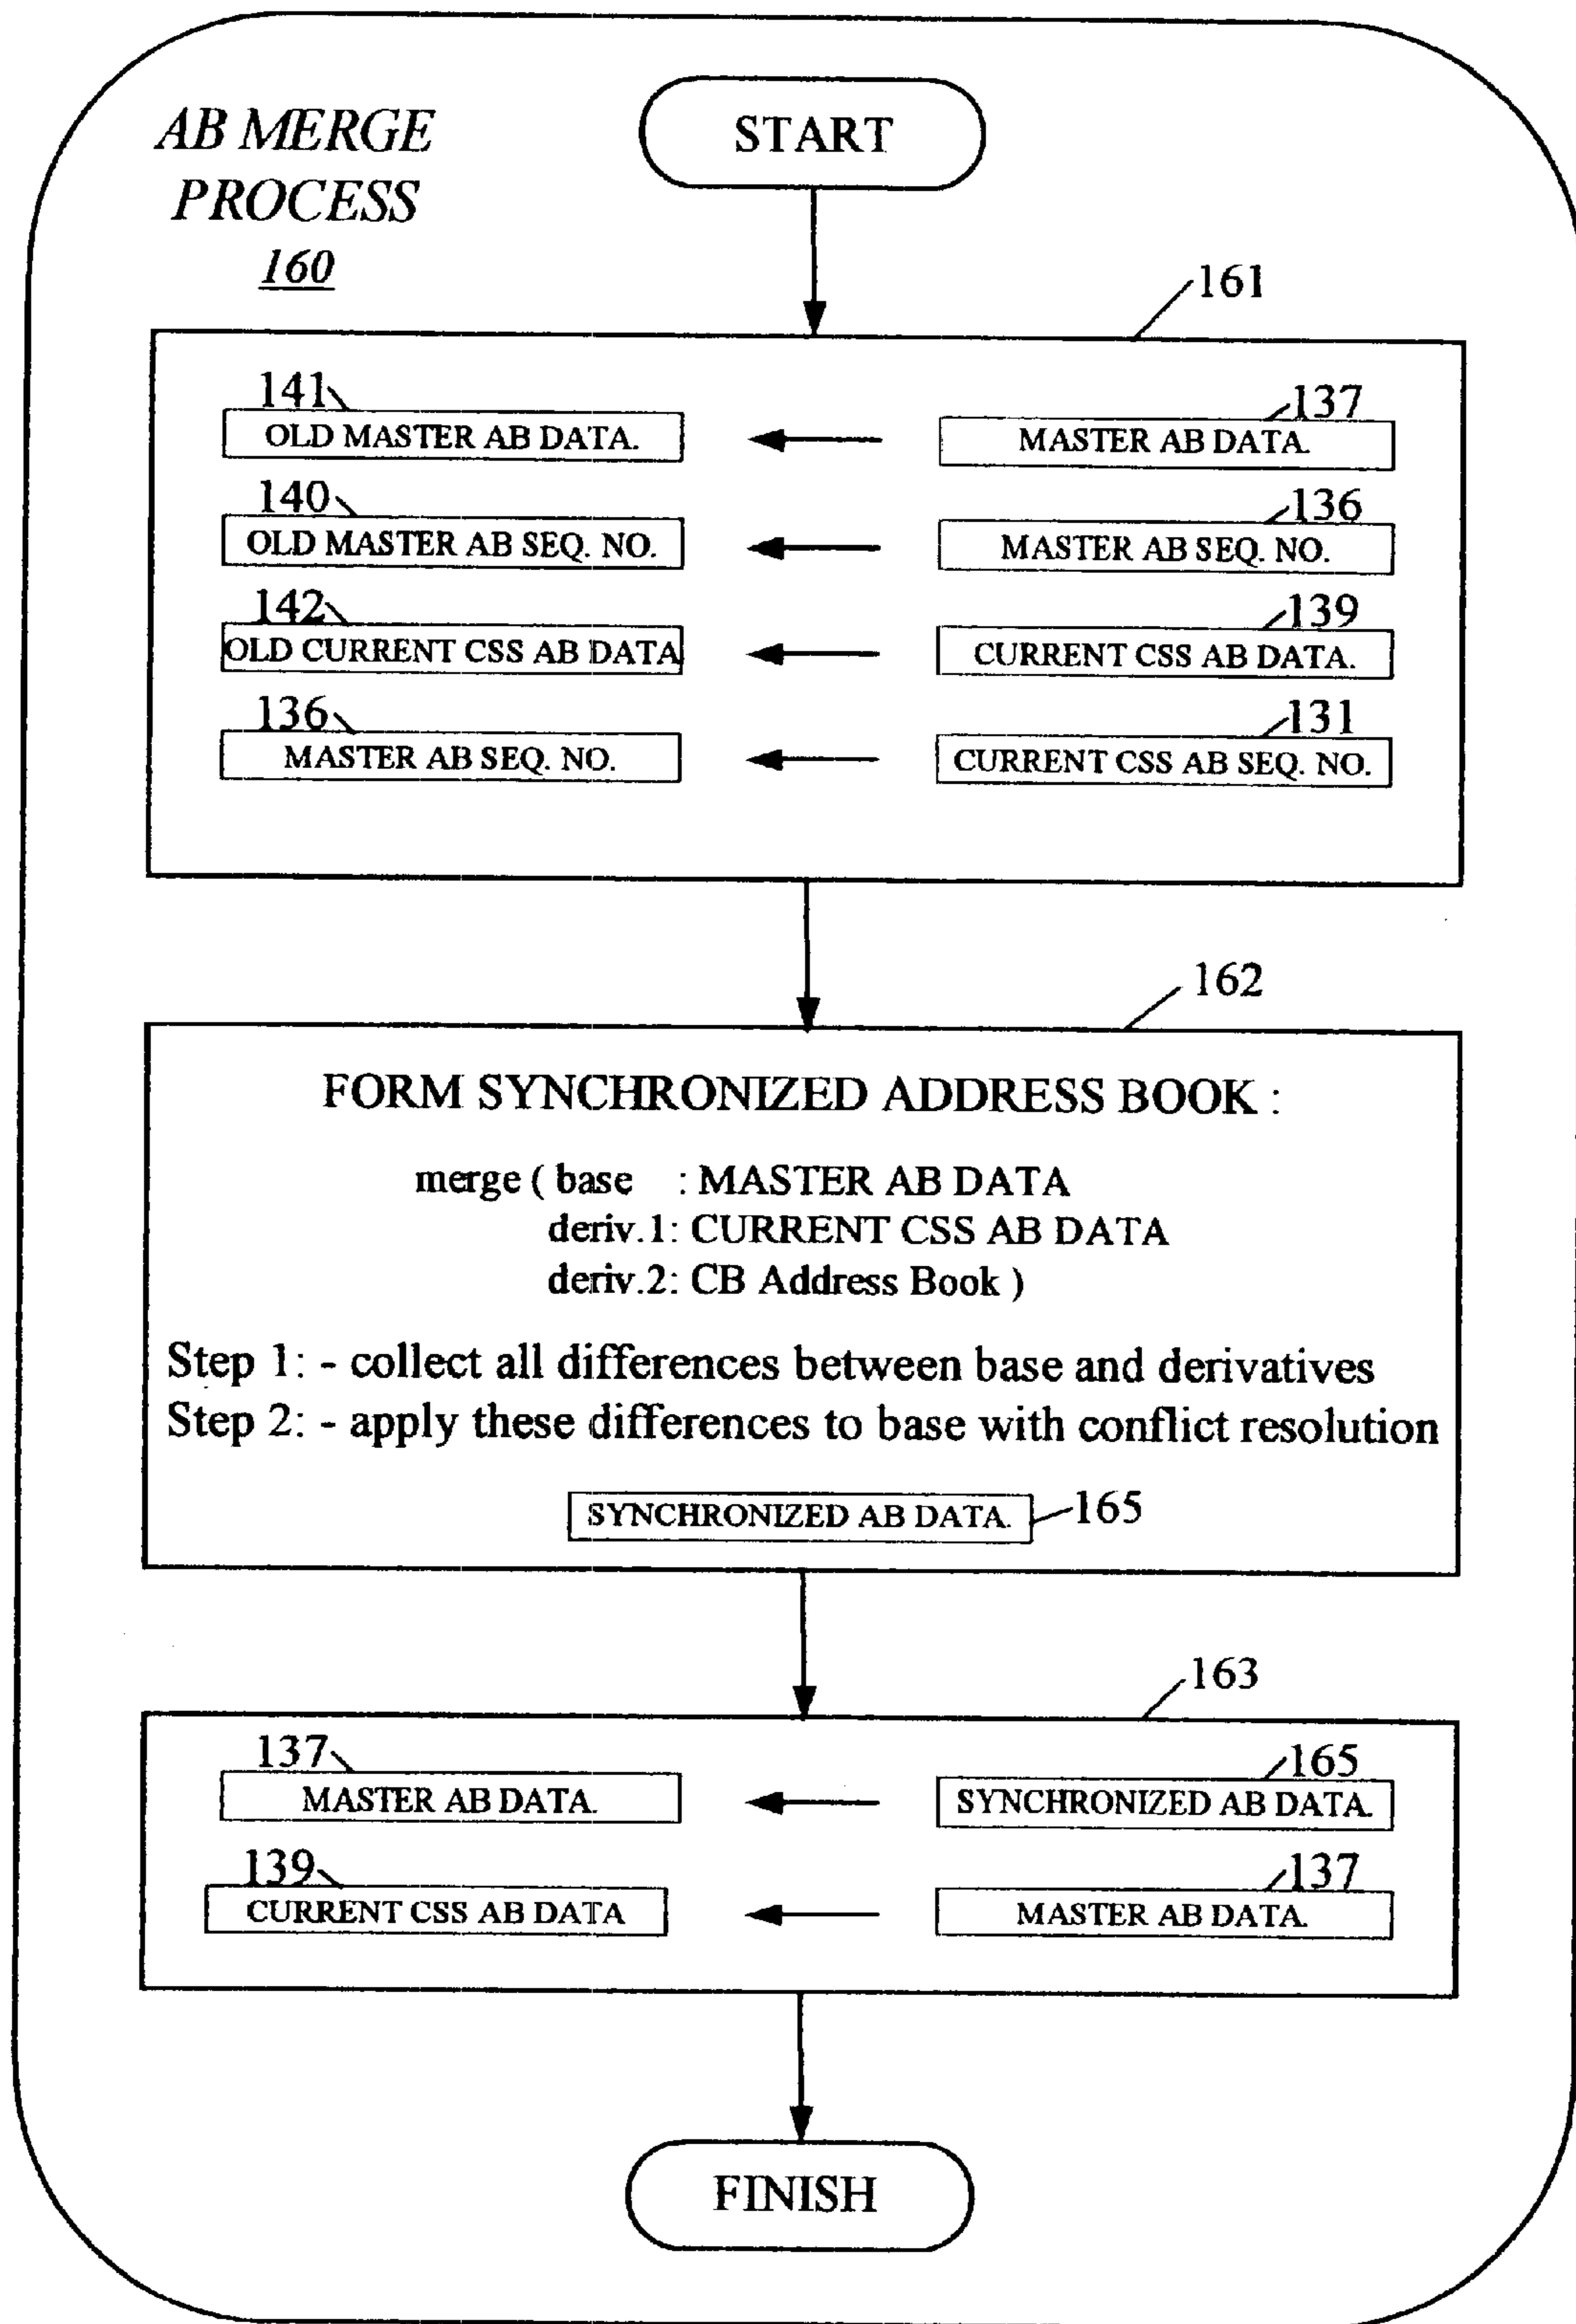 AB MERGE
PROCESS
160
START
161
141
OLD MASTER AB DATA.
137
MASTER AB DATA.
140
OLD MASTER AB SEQ. NO.
136
MASTER AB SEQ. NO.
142
OLD CURRENT CSS AB DATA
139
CURRENT CSS AB DATA.
136
MASTER AB SEQ. NO.
131
CURRENT CSS AB SEQ. NO.
162
FORM SYNCHRONIZED ADDRESS BOOK :
merge ( base : MASTER AB DATA
deriv.1: CURRENT CSS AB DATA
deriv.2: CB Address Book )
Step 1: - collect all differences between base and derivatives
Step 2: - apply these differences to base with conflict resolution
SYNCHRONIZED AB DATA.
165
163
137
MASTER AB DATA.
165
SYNCHRONIZED AB DATA.
139
CURRENT CSS AB DATA
137
MASTER AB DATA.
FINISH